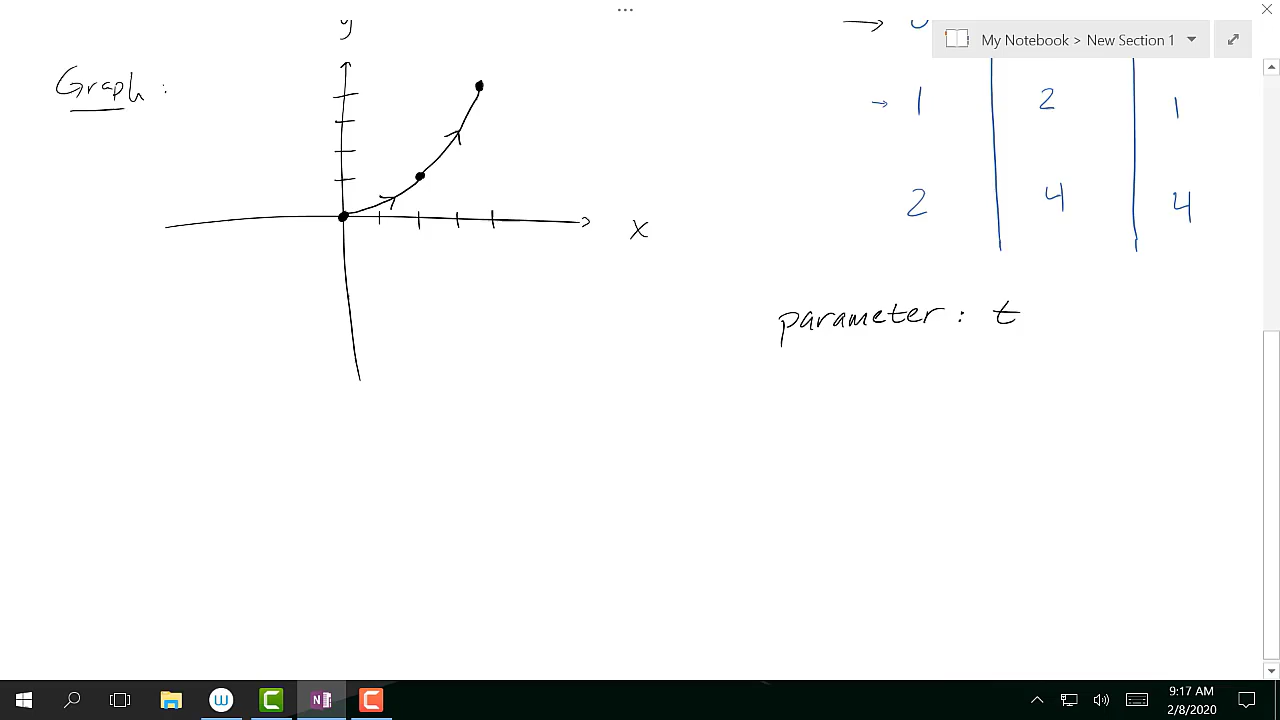 ...
y
My Notebook > New Section 1
Graph :
1 2 1
2 4 4
x
parameter : t
W
N
9:17 AM
2/8/2020